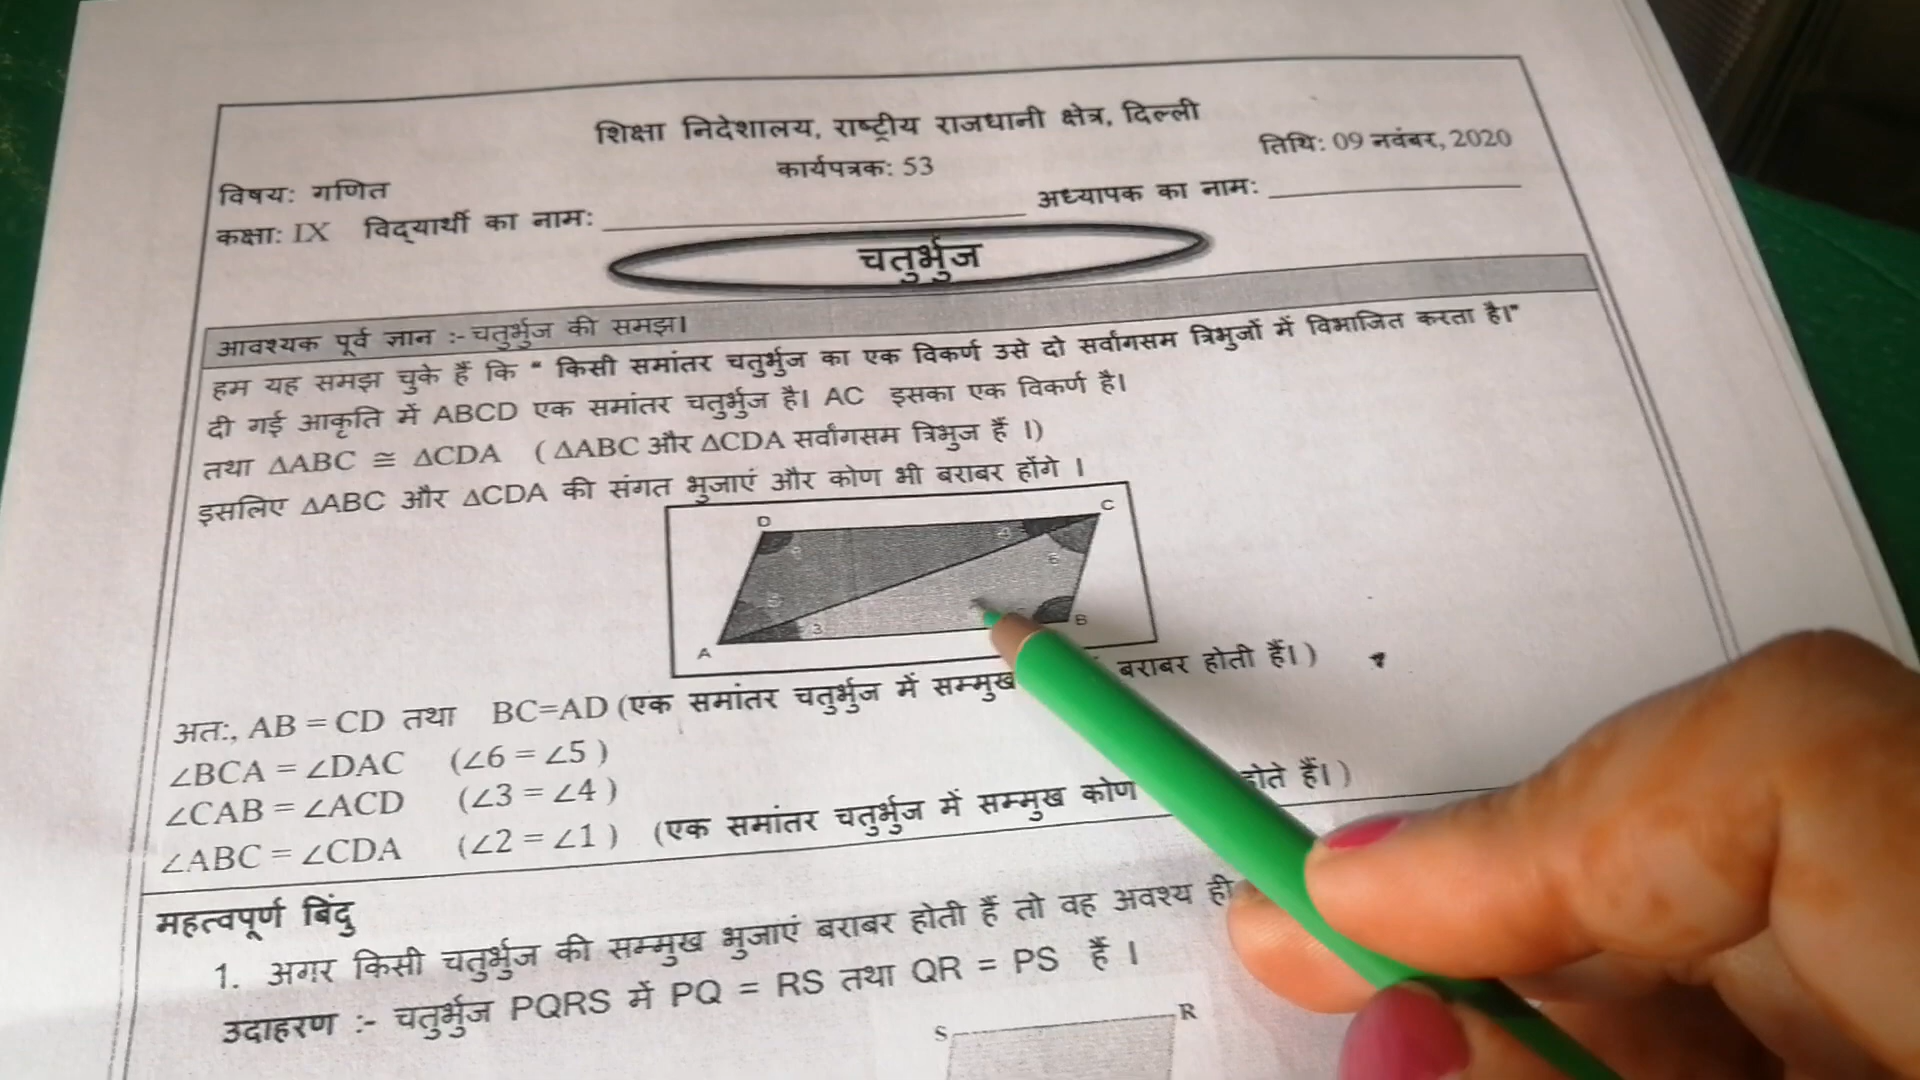 शिक्षा निदेशालय, राष्ट्रीय राजधानी क्षेत्र, दिल्ली
कार्यपत्रक: 53
तिथि: 09 नवंबर, 2020
विषय: गणित
कक्षा: IX विद्यार्थी का नाम:
अध्यापक का नाम:
चतुर्भुज
आवश्यक पूर्व ज्ञान :- चतुर्भुज की समझ।
हम यह समझ चुके हैं कि " किसी समांतर चतुर्भुज का एक विकर्ण उसे दो सर्वांगसम त्रिभुजों में विभाजित करता है।"
दी गई आकृति में ABCD एक समांतर चतुर्भुज है। AC इसका एक विकर्ण है।
तथा ΔABC ≅ ΔCDA ( ΔABC और ΔCDA सर्वांगसम त्रिभुज हैं ।)
इसलिए ΔABC और ΔCDA की संगत भुजाएं और कोण भी बराबर होंगे ।
D C
4
6
3
A B
अत:, AB = CD तथा BC=AD (एक समांतर चतुर्भुज में सम्मुख बराबर होती हैं। )
∠BCA = ∠DAC (∠6 = ∠5 )
∠CAB = ∠ACD (∠3 = ∠4 )
∠ABC = ∠CDA (∠2 = ∠1 ) (एक समांतर चतुर्भुज में सम्मुख कोण होते हैं। )
महत्वपूर्ण बिंदु
1. अगर किसी चतुर्भुज की सम्मुख भुजाएं बराबर होती हैं तो वह अवश्य ही
उदाहरण :- चतुर्भुज PQRS में PQ = RS तथा QR = PS हैं ।
S R